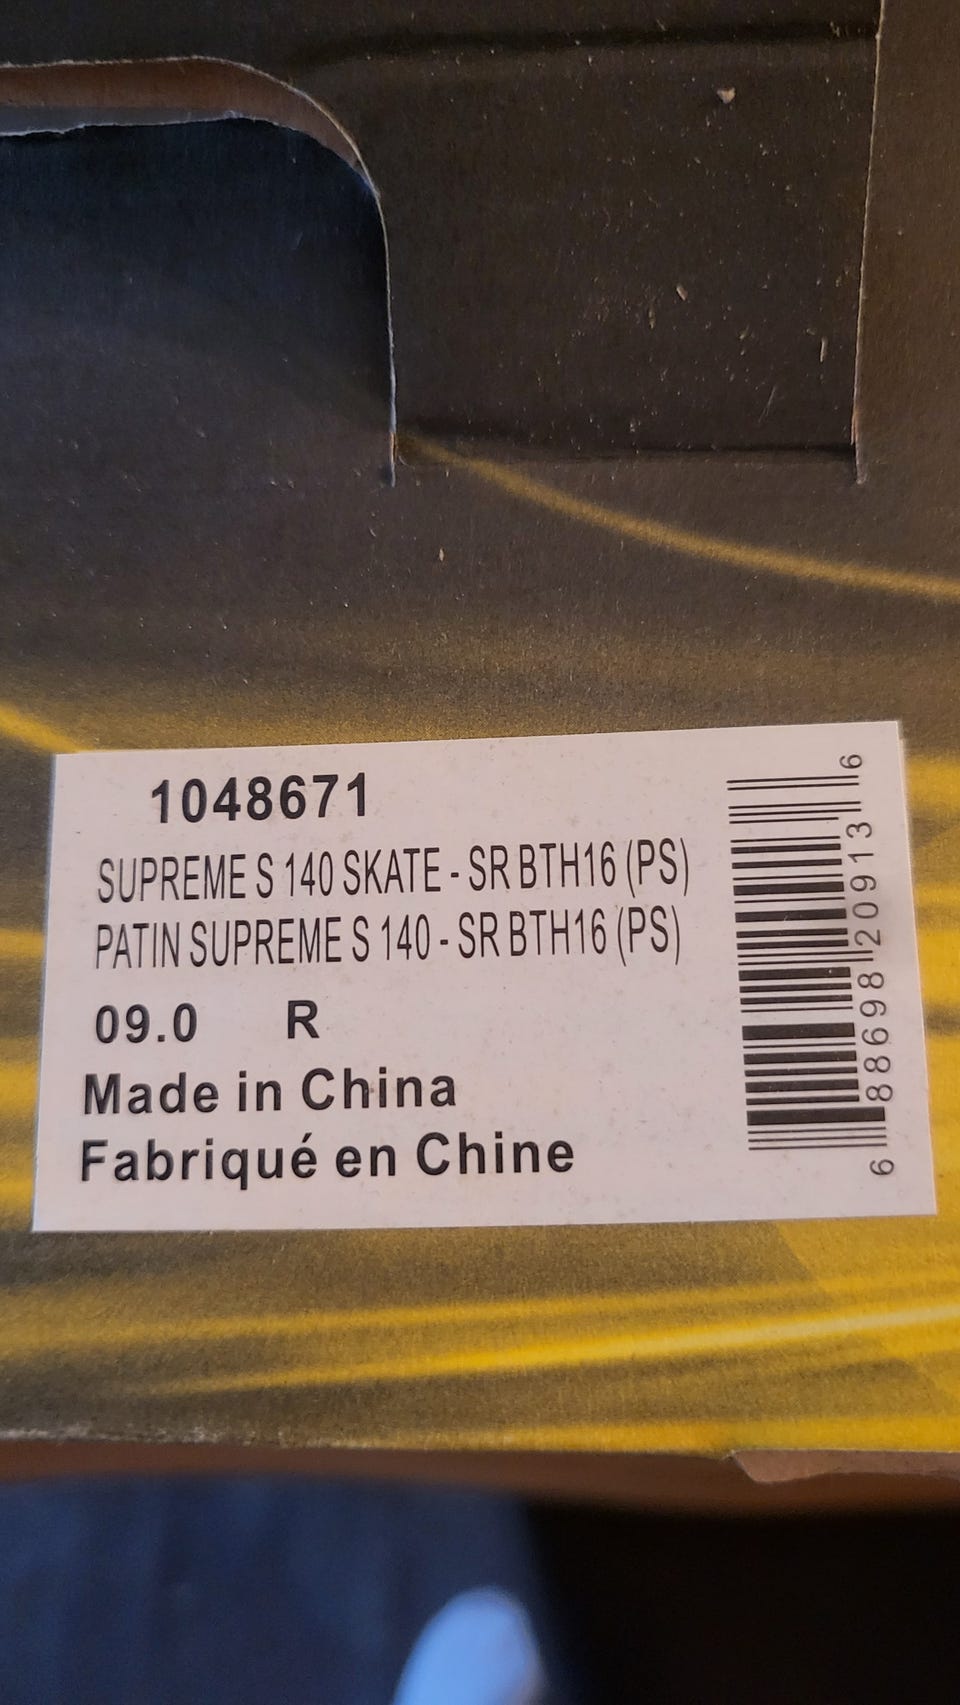 1048671
SUPREME S 140 SKATE - SR BTH16 (PS)
PATIN SUPREME S 140 - SR BTH16 (PS)
09.0 R
Made in China
Fabriqué en Chine
6 88698 20913 6